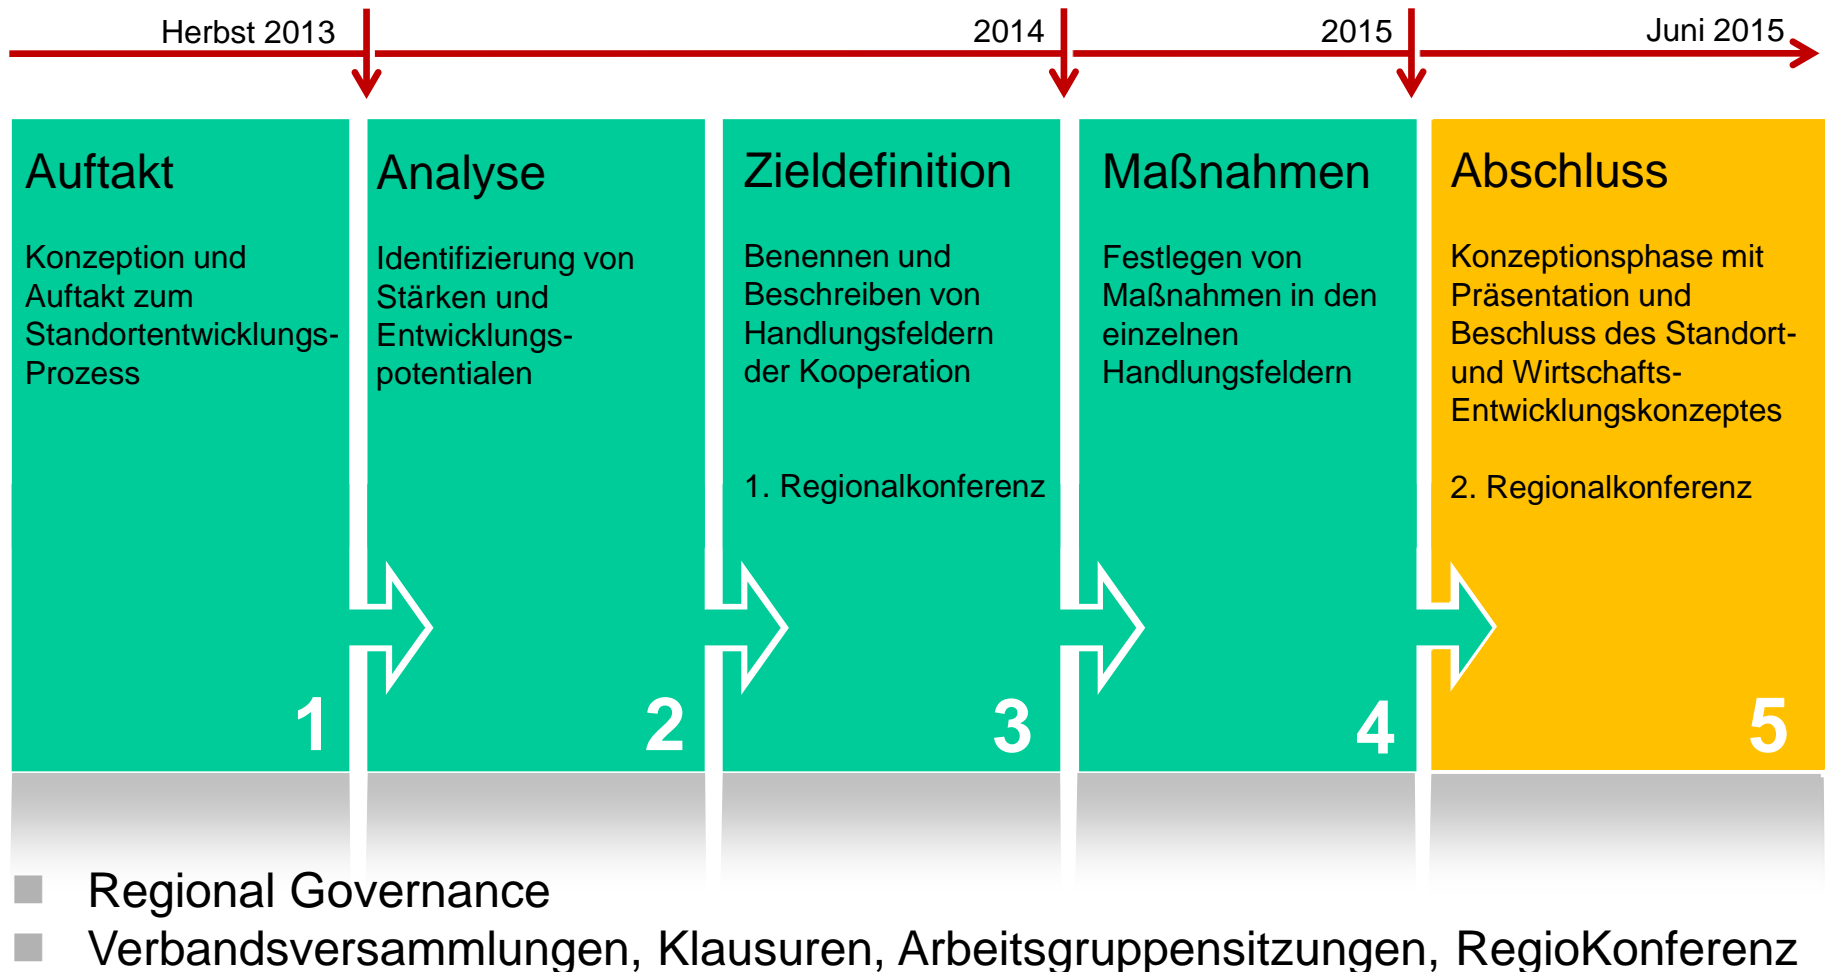 Herbst 2013
2014
2015
Juni 2015
Auftakt
Konzeption und
Auftakt zum
Standortentwicklungs-
Prozess
1
Analyse
Identifizierung von
Stärken und
Entwicklungs-
potentialen
2
Zieldefinition
Benennen und
Beschreiben von
Handlungsfeldern
der Kooperation
1. Regionalkonferenz
3
Maßnahmen
Festlegen von
Maßnahmen in den
einzelnen
Handlungsfeldern
4
Abschluss
Konzeptionsphase mit
Präsentation und
Beschluss des Standort-
und Wirtschafts-
Entwicklungskonzeptes
2. Regionalkonferenz
5
Regional Governance
Verbandsversammlungen, Klausuren, Arbeitsgruppensitzungen, RegioKonferenz